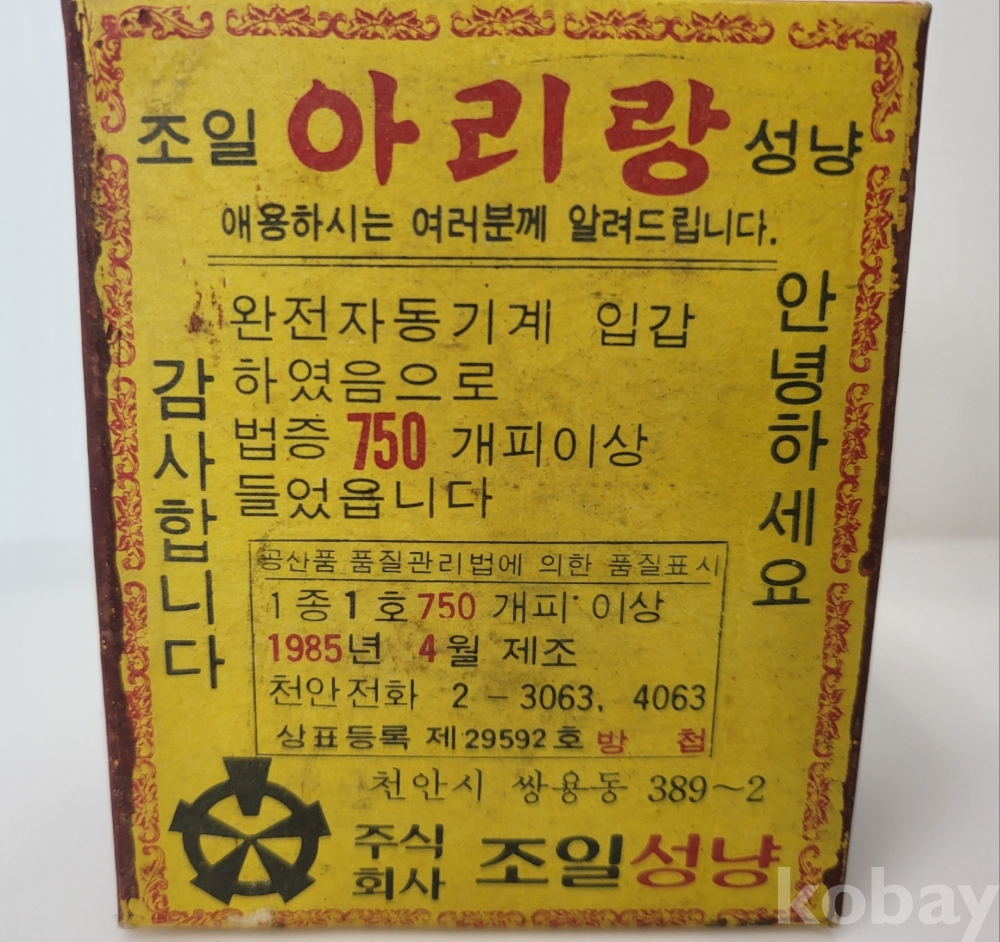 조일 아리랑 성냥
애용하시는 여러분께 알려드립니다.
안녕하세요
완전자동기계 입갑
하였음으로
법증 750 개피이상
들었읍니다
감사합니다
공산품 품질관리법에 의한 품질표시
1종1호 750 개피 이상
1985년 4월 제조
천안전화 2-3063, 4063
상표등록 제29592호 방 첩
천안시 쌍용동 389~2
주식회사 조일성냥
kobay